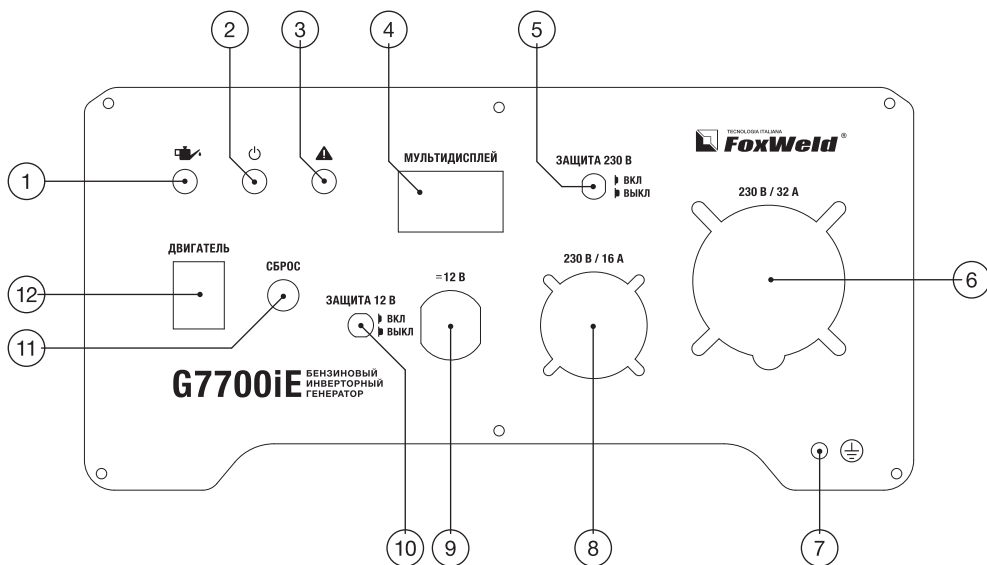 2
3
4
5
TECNOLOGIA ITALIANA
FoxWeld®
МУЛЬТИДИСПЛЕЙ
ЗАЩИТА 230 В
ВКЛ
ВЫКЛ
1
230 В / 32 А
ДВИГАТЕЛЬ
СБРОС
=12 В
230 В / 16 А
6
12
ЗАЩИТА 12 В
ВКЛ
ВЫКЛ
11
G7700iE
БЕНЗИНОВЫЙ
ИНВЕРТОРНЫЙ
ГЕНЕРАТОР
10
9
8
7